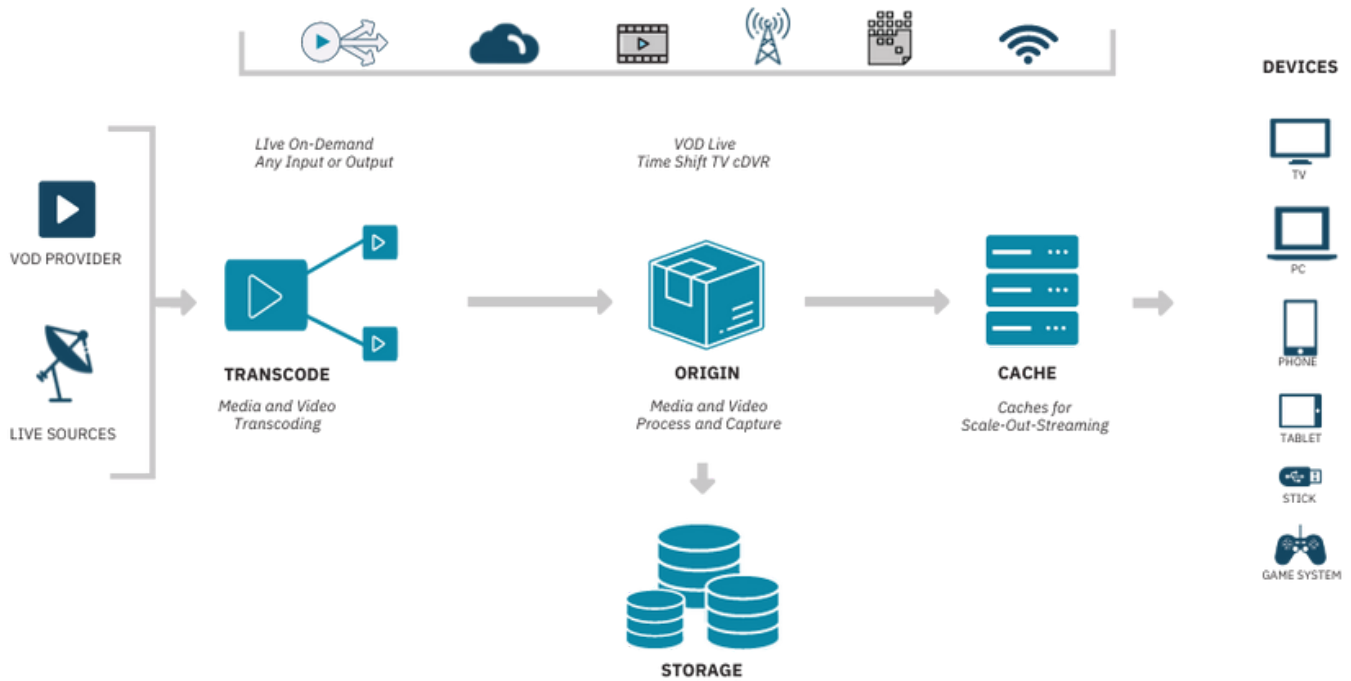 DEVICES
LIve On-Demand
Any Input or Output
VOD Live
Time Shift TV cDVR
VOD PROVIDER
LIVE SOURCES
TRANSCODE
Media and Video
Transcoding
ORIGIN
Media and Video
Process and Capture
CACHE
Caches for
Scale-Out-Streaming
STORAGE
TV
PC
PHONE
TABLET
STICK
GAME SYSTEM